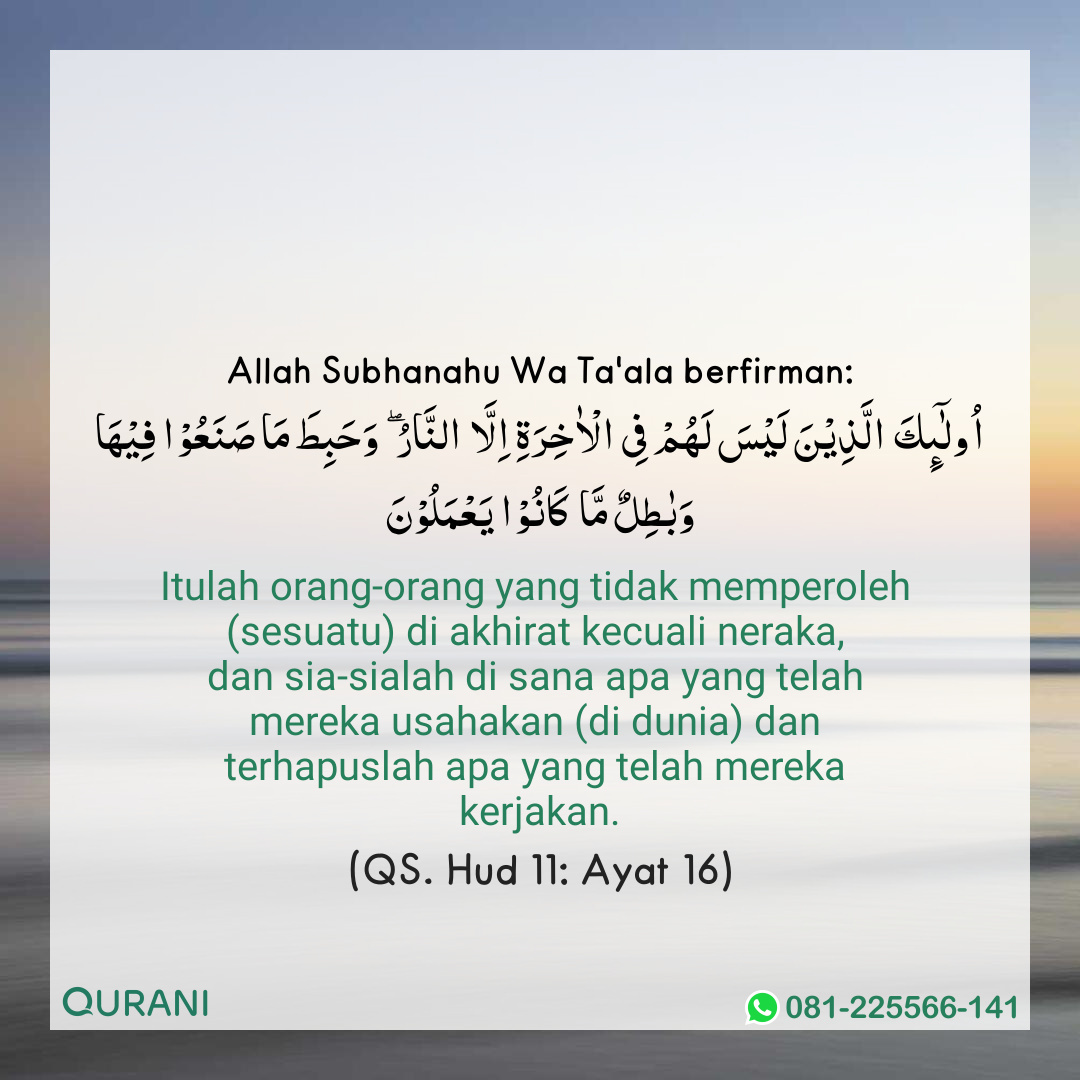 Allah Subhanahu Wa Ta'ala berfirman:
اُولٰٓئِكَ الَّذِيْنَ لَيْسَ لَهُمْ فِى الْاٰخِرَةِ اِلَّا النَّارُ ۖ وَحَبِطَ مَا صَنَعُوْا فِيْهَا
وَبٰطِلٌ مَّا كَانُوْا يَعْمَلُوْنَ
Itulah orang-orang yang tidak memperoleh
(sesuatu) di akhirat kecuali neraka,
dan sia-sialah di sana apa yang telah
mereka usahakan (di dunia) dan
terhapuslah apa yang telah mereka
kerjakan.
(QS. Hud 11: Ayat 16)
QURANI
081-225566-141